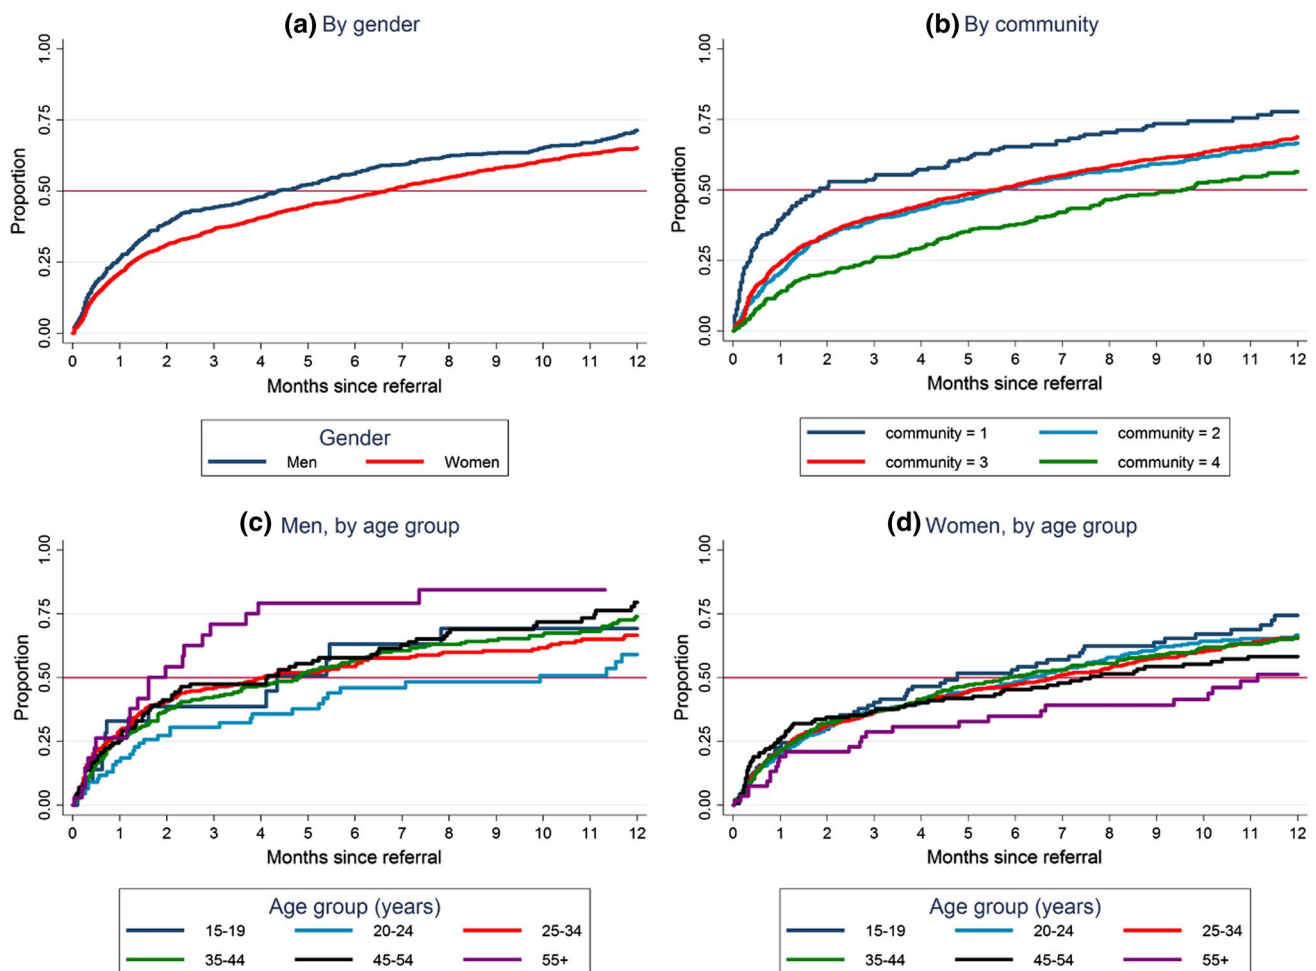 (a) By gender
Proportion
1.00
0.75
0.50
0.25
0.00
0 1 2 3 4 5 6 7 8 9 10 11 12
Months since referral
Gender
Men Women
(b) By community
Proportion
1.00
0.75
0.50
0.25
0.00
0 1 2 3 4 5 6 7 8 9 10 11 12
Months since referral
community = 1 community = 2
community = 3 community = 4
(c) Men, by age group
Proportion
1.00
0.75
0.50
0.25
0.00
0 1 2 3 4 5 6 7 8 9 10 11 12
Months since referral
Age group (years)
15-19 20-24 25-34
35-44 45-54 55+
(d) Women, by age group
Proportion
1.00
0.75
0.50
0.25
0.00
0 1 2 3 4 5 6 7 8 9 10 11 12
Months since referral
Age group (years)
15-19 20-24 25-34
35-44 45-54 55+